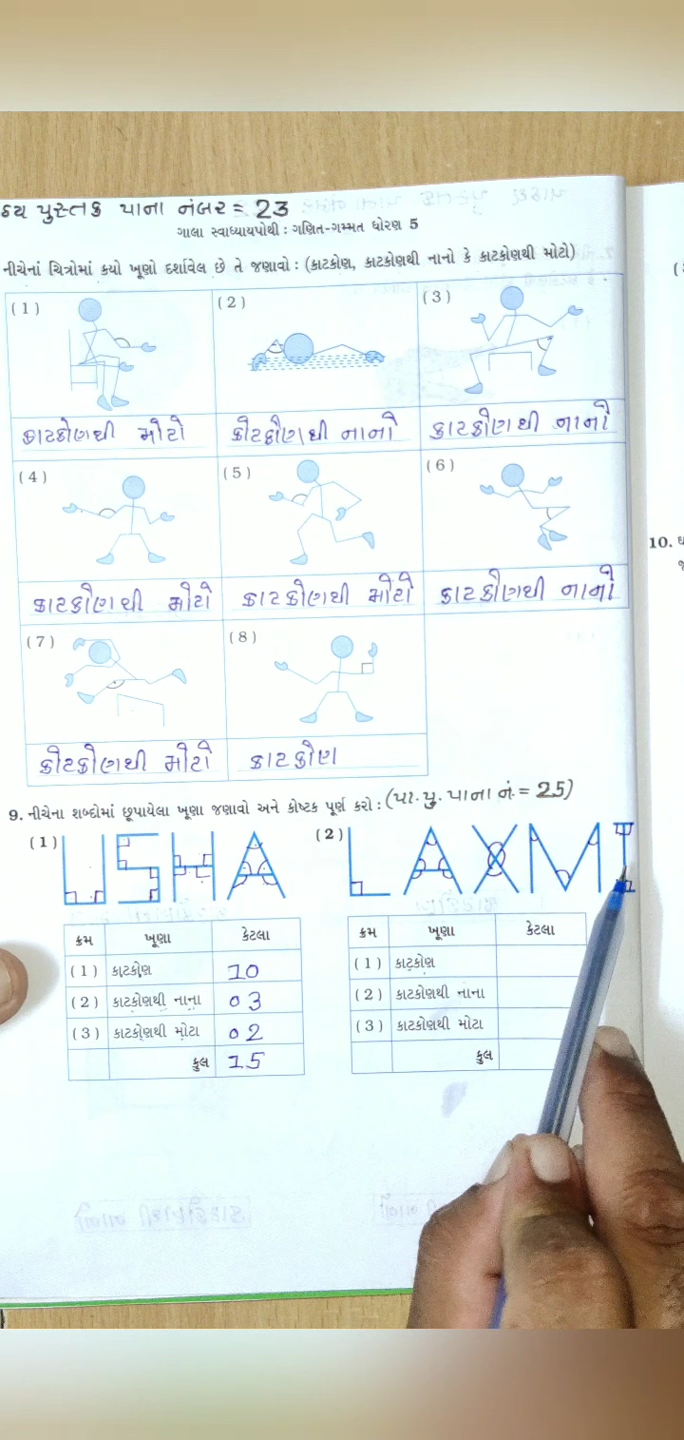 પુસ્તક પાના નંબર = 23
ગાલા સ્વાધ્યાયપોથી : ગણિત-ગમ્મત ધોરણ 5
નીચેનાં ચિત્રોમાં કયો ખૂણો દર્શાવેલ છે તે જણાવો : (કાટકોણ, કાટકોણથી નાનો કે કાટકોણથી મોટો)
(1) (2) (3)
કાટકોણથી મોટો કાટકોણથી નાનો કાટકોણથી નાનો
(4) (5) (6)
કાટકોણથી મોટો કાટકોણથી મોટો કાટકોણથી નાનો
(7) (8)
કાટકોણથી મોટો કાટકોણ
10.
9. નીચેના શબ્દોમાં છૂપાયેલા ખૂણા જણાવો અને કોષ્ટક પૂર્ણ કરો : (પા.પુ. પાના નં. = 25)
(1) USHA (2) LAXMI
ક્રમ ખૂણા કેટલા
(1) કાટકોણ 10
(2) કાટકોણથી નાના 03
(3) કાટકોણથી મોટા 02
કુલ 15
ક્રમ ખૂણા કેટલા
(1) કાટકોણ
(2) કાટકોણથી નાના
(3) કાટકોણથી મોટા
કુલ